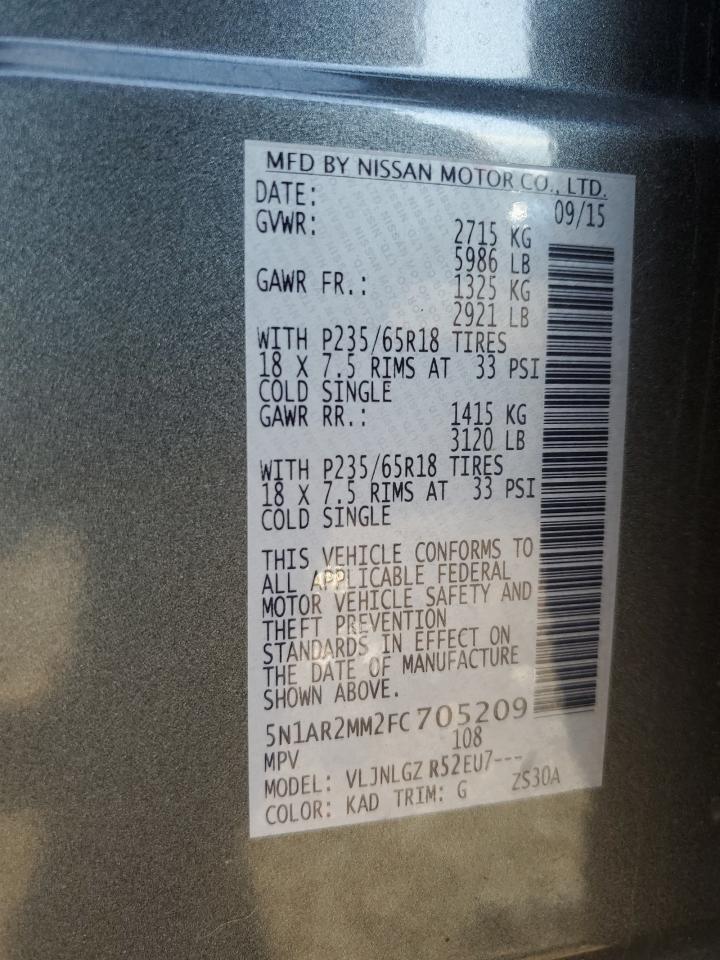 MFD BY NISSAN MOTOR CO., LTD.
DATE: 09/15
GVWR: 2715 KG
5986 LB
GAWR FR.: 1325 KG
2921 LB
WITH P235/65R18 TIRES
18 X 7.5 RIMS AT 33 PSI
COLD SINGLE
GAWR RR.: 1415 KG
3120 LB
WITH P235/65R18 TIRES
18 X 7.5 RIMS AT 33 PSI
COLD SINGLE
THIS VEHICLE CONFORMS TO
ALL APPLICABLE FEDERAL
MOTOR VEHICLE SAFETY AND
THEFT PREVENTION
STANDARDS IN EFFECT ON
THE DATE OF MANUFACTURE
SHOWN ABOVE.
5N1AR2MM2FC705209
MPV 108
MODEL: VLJNLGZ R52EU7---
COLOR: KAD TRIM: G ZS30A